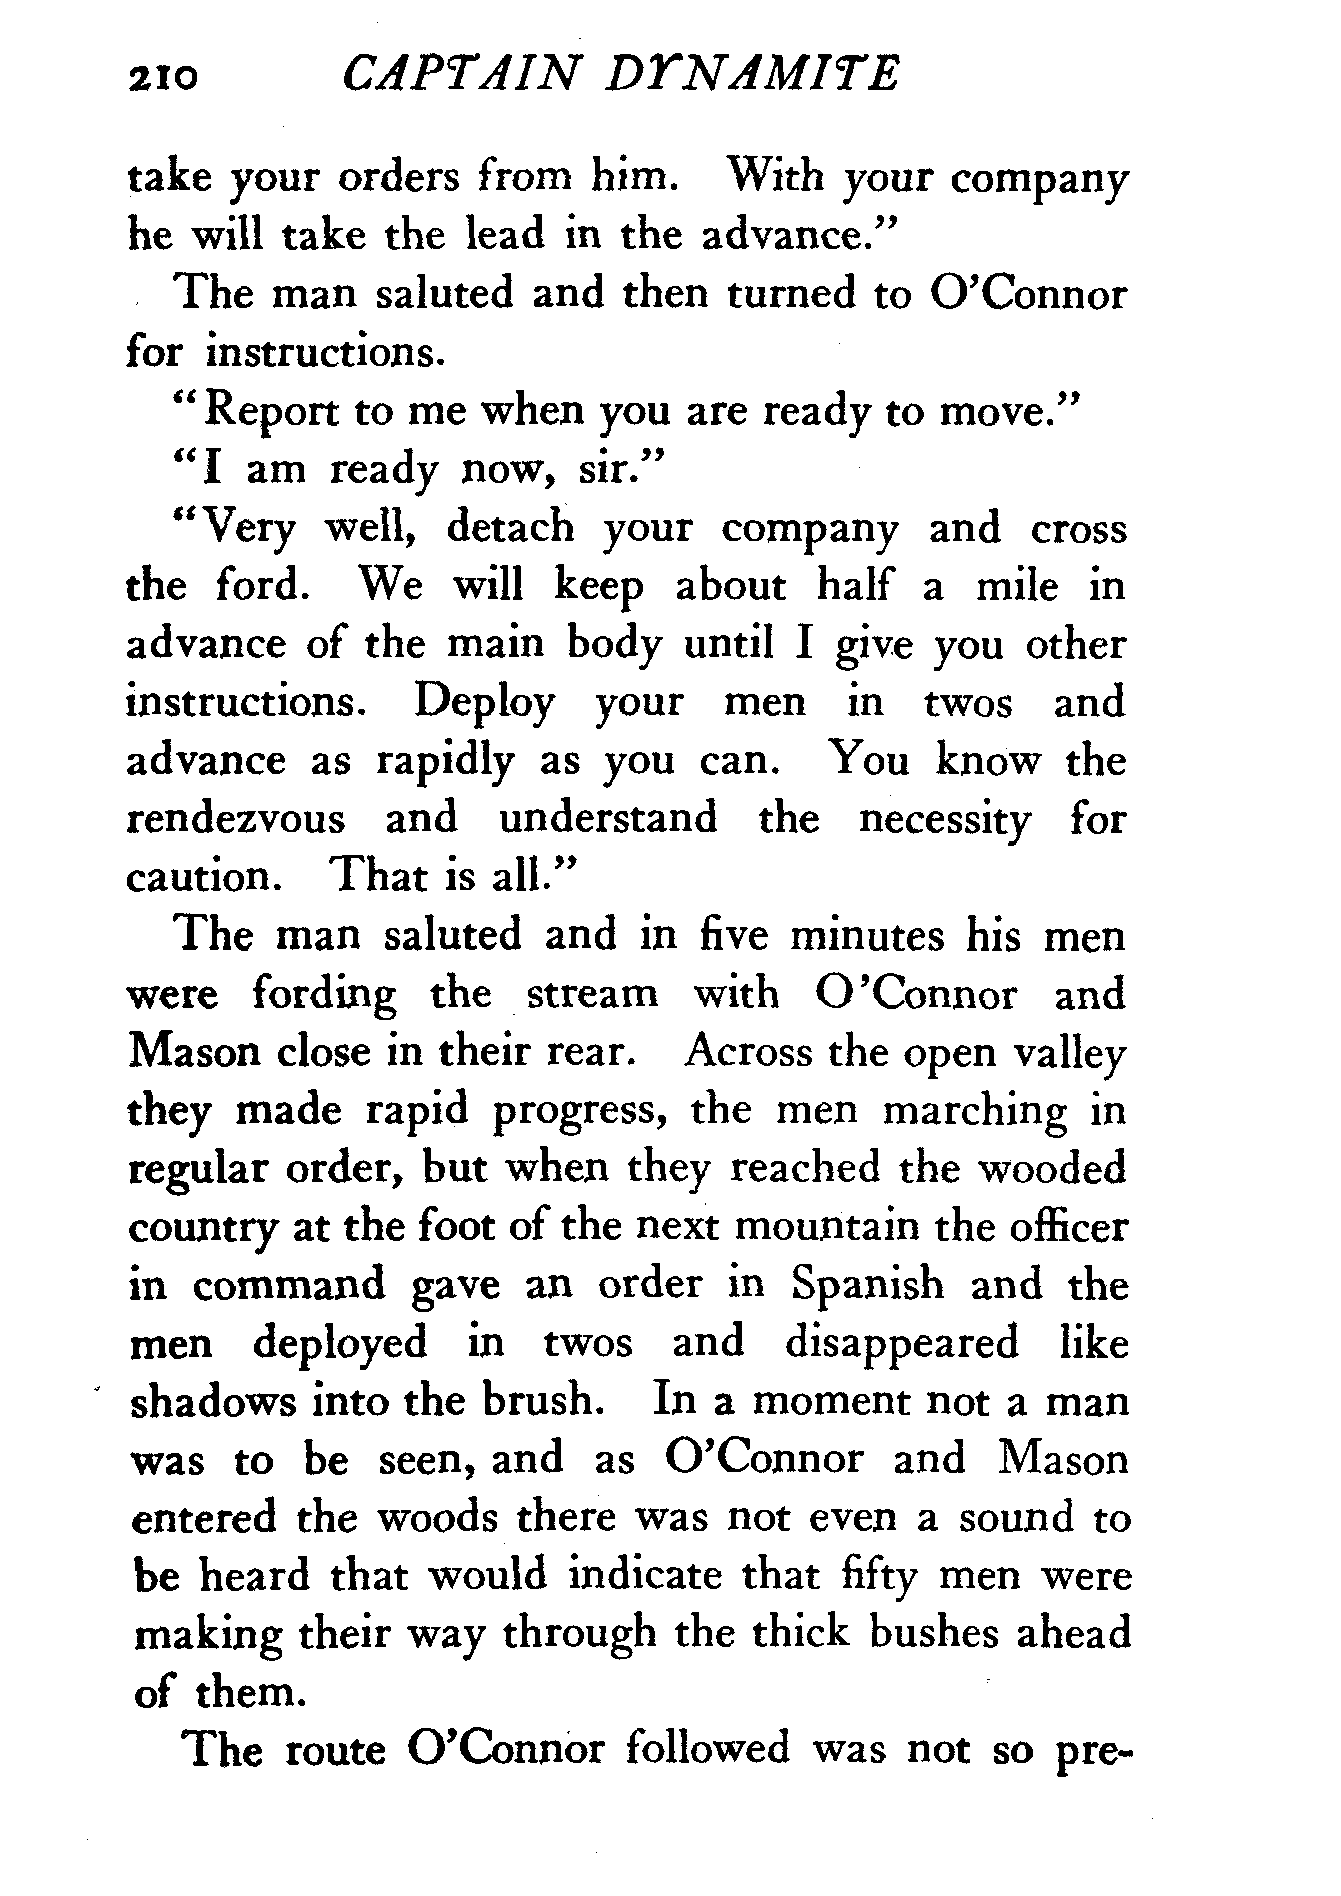 210 CAPTAIN DYNAMITE
take your orders from him. With your company
he will take the lead in the advance."
The man saluted and then turned to O'Connor
for instructions.
"Report to me when you are ready to move."
"I am ready now, sir."
"Very well, detach your company and cross
the ford. We will keep about half a mile in
advance of the main body until I give you other
instructions. Deploy your men in twos and
advance as rapidly as you can. You know the
rendezvous and understand the necessity for
caution. That is all."
The man saluted and in five minutes his men
were fording the stream with O'Connor and
Mason close in their rear. Across the open valley
they made rapid progress, the men marching in
regular order, but when they reached the wooded
country at the foot of the next mountain the officer
in command gave an order in Spanish and the
men deployed in twos and disappeared like
shadows into the brush. In a moment not a man
was to be seen, and as O'Connor and Mason
entered the woods there was not even a sound to
be heard that would indicate that fifty men were
making their way through the thick bushes ahead
of them.
The route O'Connor followed was not so pre-